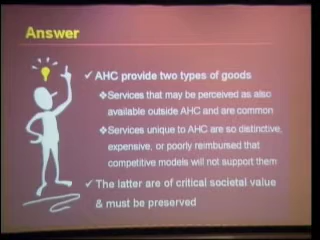 Answer
✓ AHC provide two types of goods
❖Services that may be perceived as also
available outside AHC and are common
❖Services unique to AHC are so distinctive,
expensive, or poorly reimbursed that
competitive models will not support them
✓ The latter are of critical societal value
& must be preserved